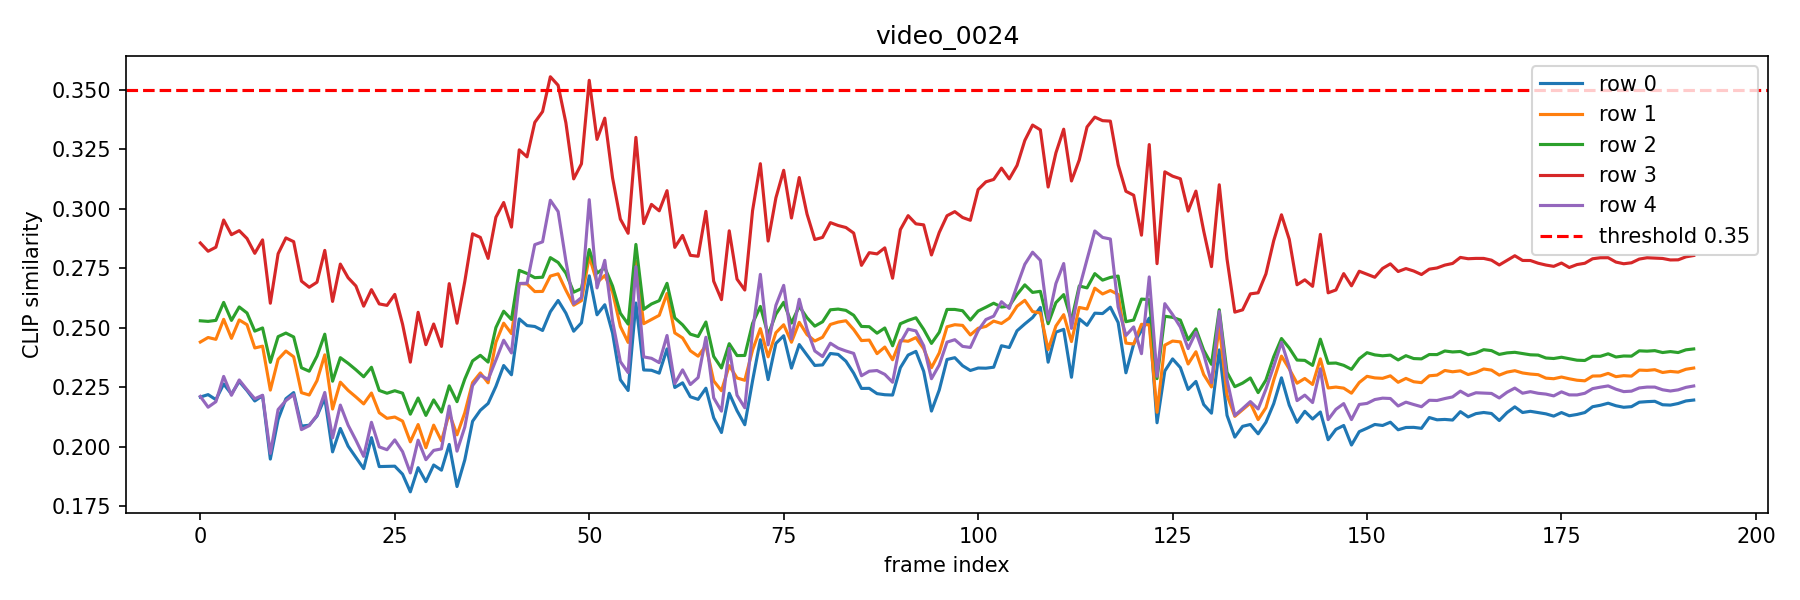 video_0024
CLIP similarity
0.350
0.325
0.300
0.275
0.250
0.225
0.200
0.175
row 0
row 1
row 2
row 3
row 4
threshold 0.35
0 25 50 75 100 125 150 175 200
frame index